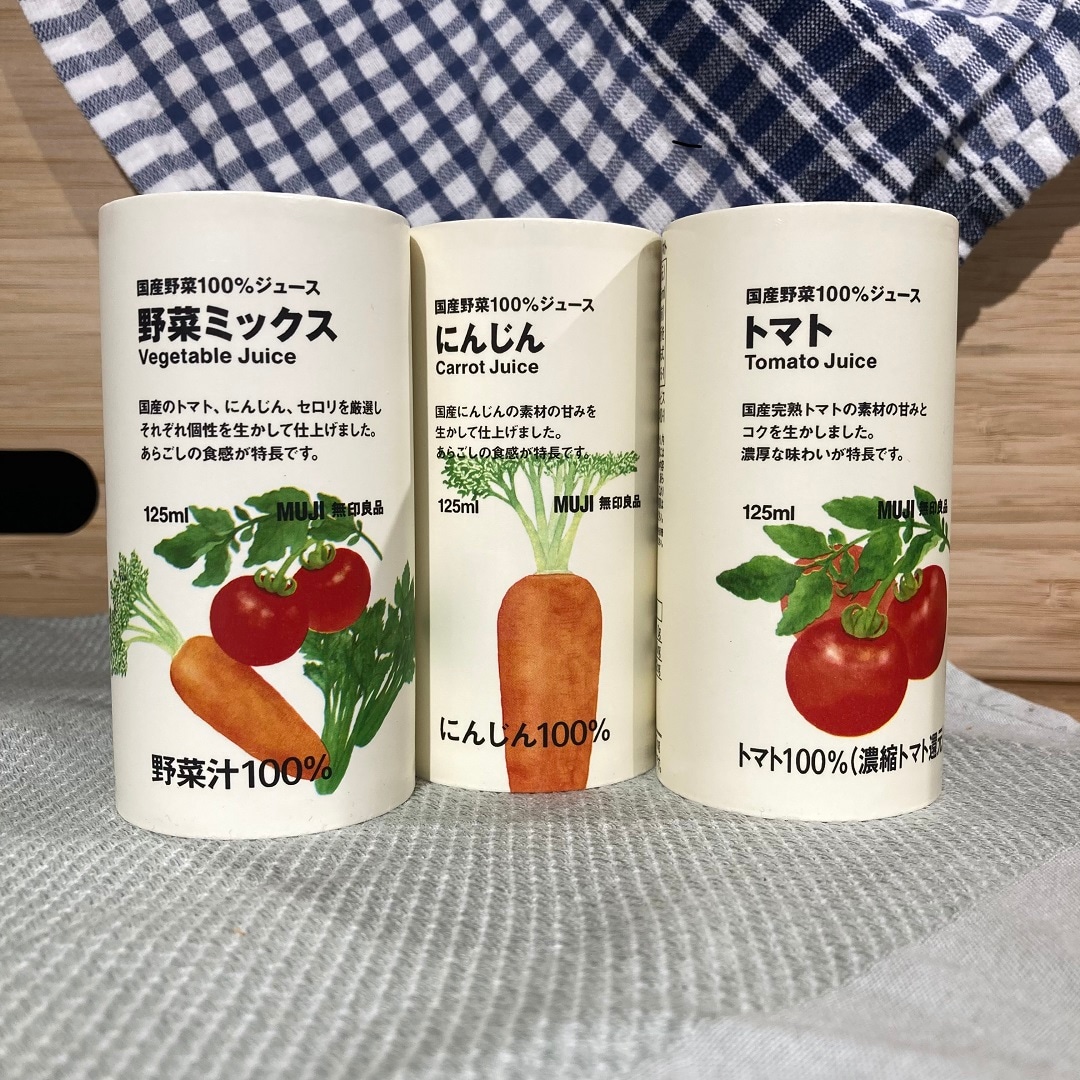 国産野菜100%ジュース
野菜ミックス
Vegetable Juice
国産のトマト、にんじん、セロリを厳選し
それぞれ個性を生かして仕上げました。
あらごしの食感が特長です。
125ml MUJI 無印良品
野菜汁100%
国産野菜100%ジュース
にんじん
Carrot Juice
国産にんじんの素材の甘みを
生かして仕上げました。
あらごしの食感が特長です。
125ml MUJI 無印良品
にんじん100%
国産野菜100%ジュース
トマト
Tomato Juice
国産完熟トマトの素材の甘みと
コクを生かしました。
濃厚な味わいが特長です。
125ml MUJI 無印良品
トマト100%(濃縮トマト還元